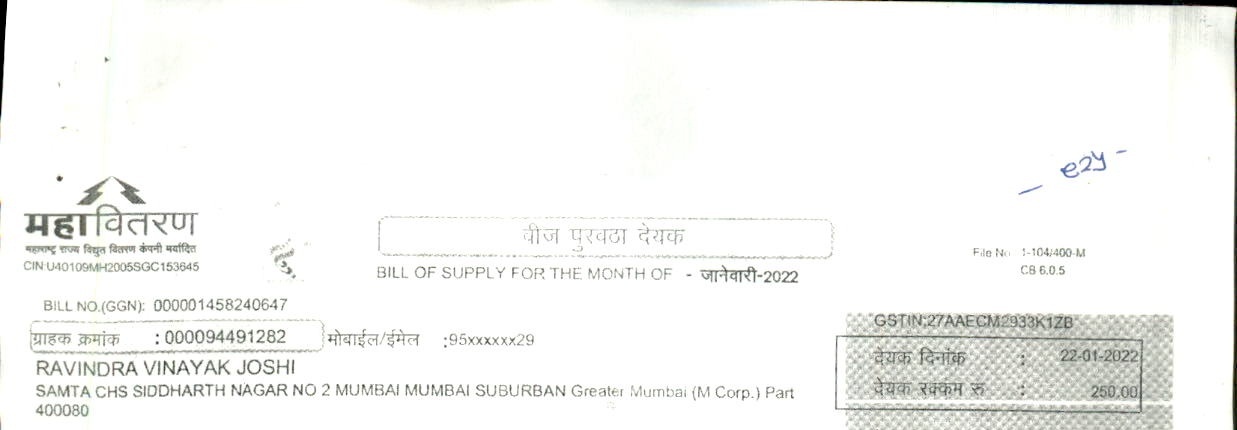 e2y
महावितरण
महाराष्ट्र राज्य विद्युत वितरण कंपनी मर्यादित
CIN:U40109MH2005SGC153645
वीज पुरवठा देयक
BILL OF SUPPLY FOR THE MONTH OF - जानेवारी-2022
File No 1-104/400-M
CB 6.0.5
BILL NO.(GGN): 000001458240647
GSTIN:27AAECM2933K1ZB
ग्राहक क्रमांक :000094491282 मोबाईल/ईमेल :95xxxxxx29
देयक दिनांक : 22-01-2022
देयक रक्कम रु : 250.00
RAVINDRA VINAYAK JOSHI
SAMTA CHS SIDDHARTH NAGAR NO 2 MUMBAI MUMBAI SUBURBAN Greater Mumbai (M Corp.) Part
400080